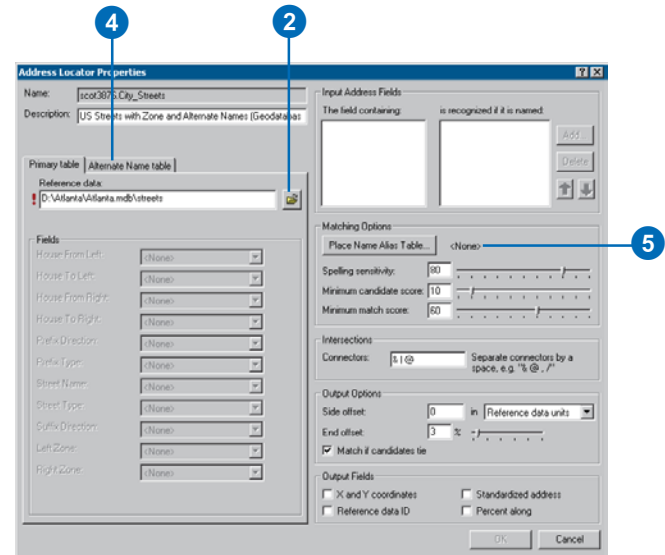 4
2
Address Locator Properties
Name: scot3875.City_Streets
Description: US Streets with Zone and Alternate Names (Geodatabas
Primary table
Alternate Name table
Reference data:
D:\Atlanta\Atlanta.mdb\streets
Fields
House From Left: <None>
House To Left: <None>
House From Right: <None>
House To Right: <None>
Prefix Direction: <None>
Prefix Type: <None>
Street Name: <None>
Street Type: <None>
Suffix Direction: <None>
Left Zone: <None>
Right Zone: <None>
Input Address Fields
The field containing: is recognized if it is named:
Add...
Delete
Matching Options
Place Name Alias Table... <None>
5
Spelling sensitivity: 80
Minimum candidate score: 10
Minimum match score: 60
Intersections
Connectors: & | @ Separate connectors by a
space, e.g. "% @ , /"
Output Options
Side offset: 0 in Reference data units
End offset: 3 %
Match if candidates tie
Output Fields
X and Y coordinates Standardized address
Reference data ID Percent along
OK Cancel